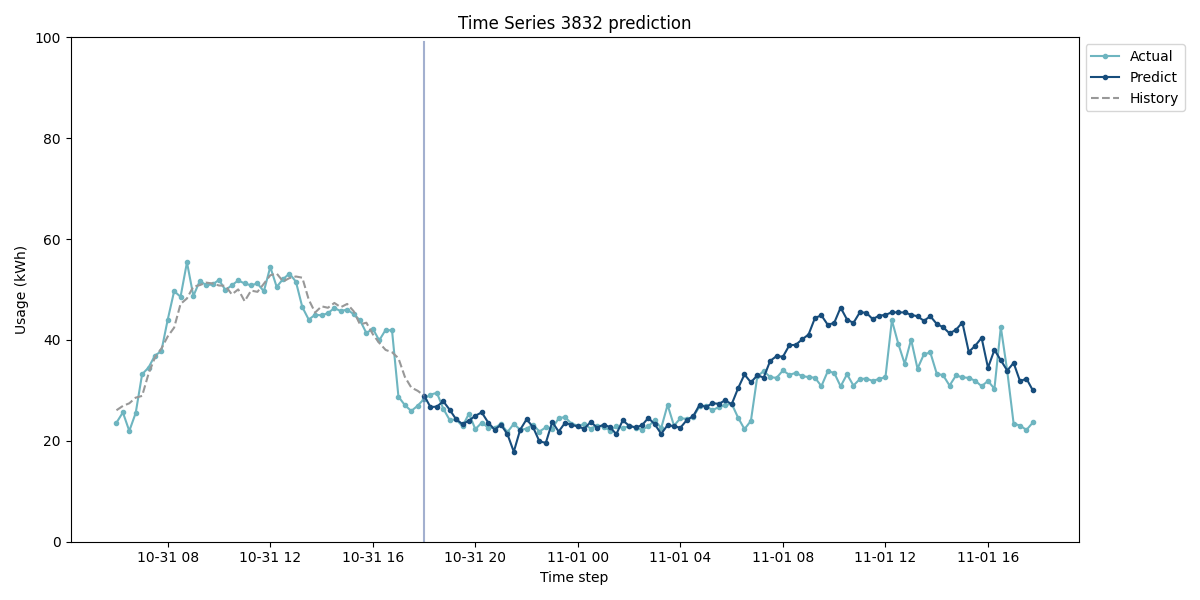 Time Series 3832 prediction
100
80
60
40
20
0
Usage (kWh)
10-31 08
10-31 12
10-31 16
10-31 20
11-01 00
11-01 04
11-01 08
11-01 12
11-01 16
Time step
Actual
Predict
History